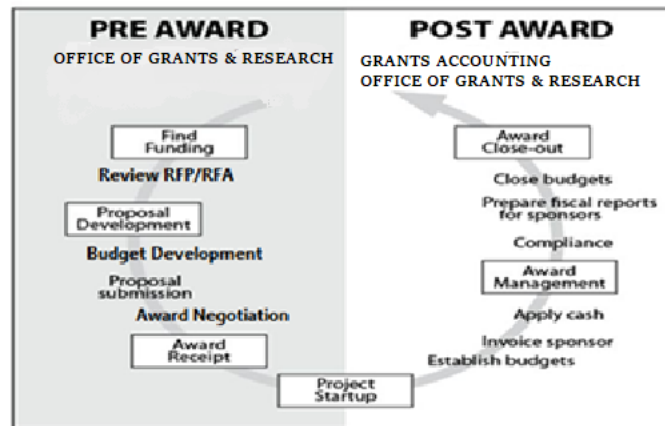 PRE AWARD
OFFICE OF GRANTS & RESEARCH
Find
Funding
Review RFP/RFA
Proposal
Development
Budget Development
Proposal
submission
Award Negotiation
Award
Receipt
Project
Startup
POST AWARD
GRANTS ACCOUNTING
OFFICE OF GRANTS & RESEARCH
Award
Close-out
Close budgets
Prepare fiscal reports
for sponsors
Compliance
Award
Management
Apply cash
Invoice sponsor
Establish budgets